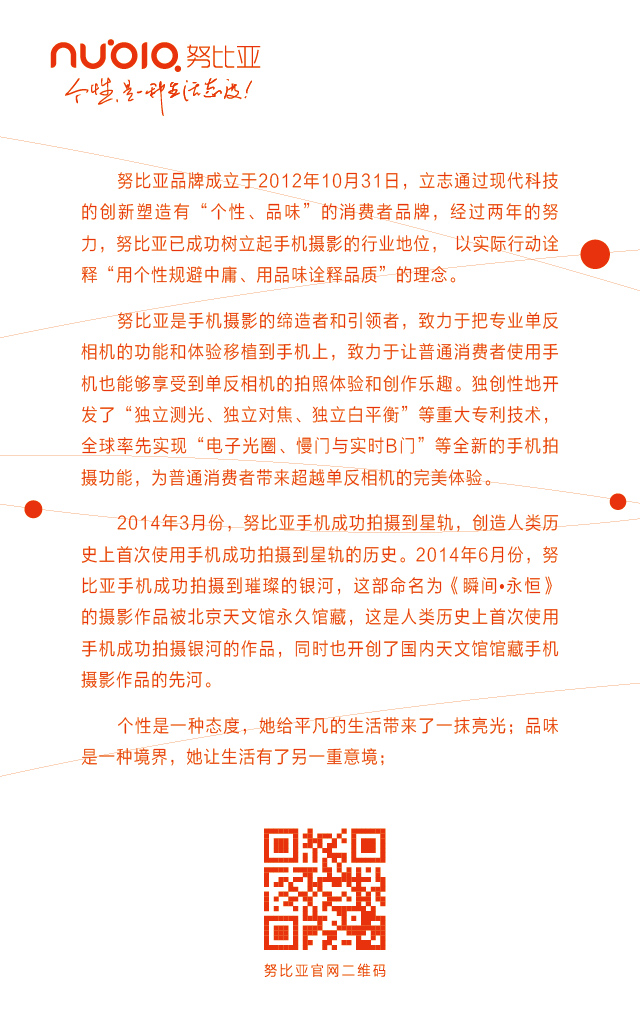 nubia 努比亚
个性,是一种生活态度!
努比亚品牌成立于2012年10月31日，立志通过现代科技
的创新塑造有“个性、品味”的消费者品牌，经过两年的努
力，努比亚已成功树立起手机摄影的行业地位， 以实际行动诠
释“用个性规避中庸、用品味诠释品质”的理念。
努比亚是手机摄影的缔造者和引领者，致力于把专业单反
相机的功能和体验移植到手机上，致力于让普通消费者使用手
机也能够享受到单反相机的拍照体验和创作乐趣。独创性地开
发了“独立测光、独立对焦、独立白平衡”等重大专利技术，
全球率先实现“电子光圈、慢门与实时B门”等全新的手机拍
摄功能，为普通消费者带来超越单反相机的完美体验。
2014年3月份，努比亚手机成功拍摄到星轨，创造人类历
史上首次使用手机成功拍摄到星轨的历史。2014年6月份，努
比亚手机成功拍摄到璀璨的银河，这部命名为《瞬间•永恒》
的摄影作品被北京天文馆永久馆藏，这是人类历史上首次使用
手机成功拍摄银河的作品，同时也开创了国内天文馆馆藏手机
摄影作品的先河。
个性是一种态度，她给平凡的生活带来了一抹亮光；品味
是一种境界，她让生活有了另一重意境；
努比亚官网二维码